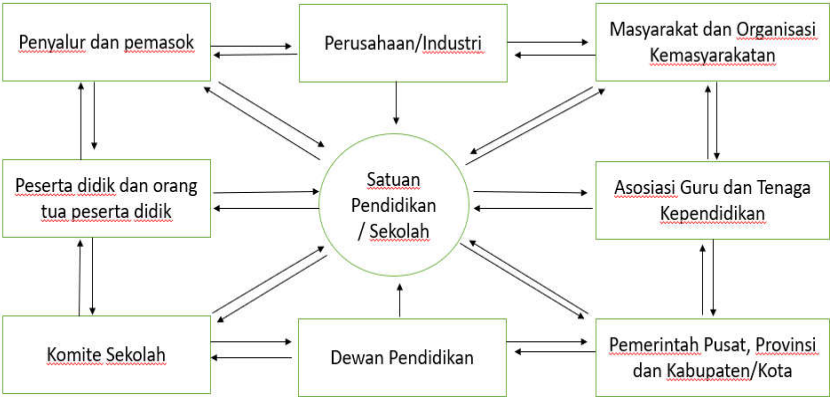 Penyalur dan pemasok
Perusahaan/Industri
Masyarakat dan Organisasi
Kemasyarakatan
Peserta didik dan orang
tua peserta didik
Satuan
Pendidikan
/ Sekolah
Asosiasi Guru dan Tenaga
Kependidikan
Komite Sekolah
Dewan Pendidikan
Pemerintah Pusat, Provinsi
dan Kabupaten/Kota